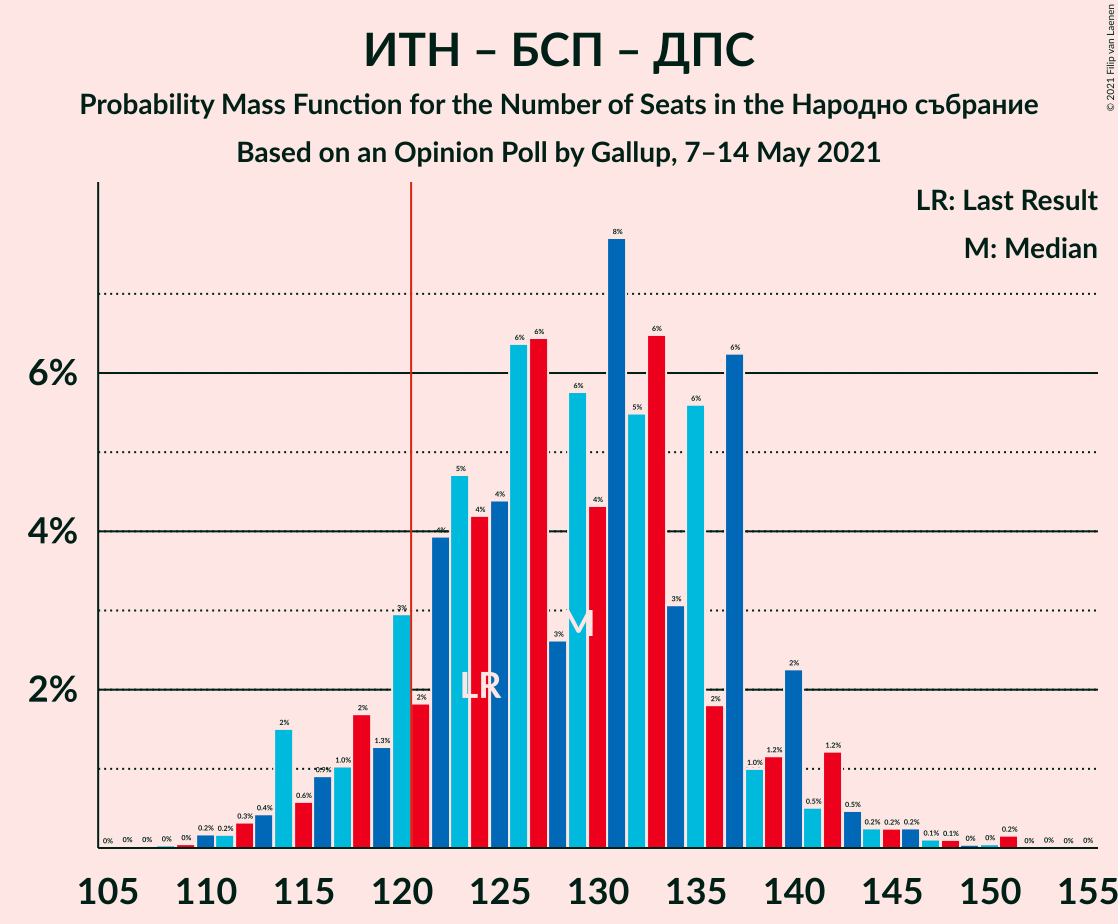 ИТН – БСП – ДПС
Probability Mass Function for the Number of Seats in the Народно събрание
Based on an Opinion Poll by Gallup, 7–14 May 2021
© 2021 Filip van Laenen
LR: Last Result
M: Median
6%
4%
2%
0% 0% 0% 0% 0% 0.2% 0.2% 0.3% 0.4% 2% 0.6% 0.9% 1.0% 2% 1.3% 3% 2% 4% 5% 4% 4% 6% 6% 3% 6% 4% 8% 5% 6% 3% 6% 2% 6% 1.0% 1.2% 2% 0.5% 1.2% 0.5% 0.2% 0.2% 0.2% 0.1% 0.1% 0% 0% 0.2% 0% 0% 0% 0%
M
LR
105 110 115 120 125 130 135 140 145 150 155